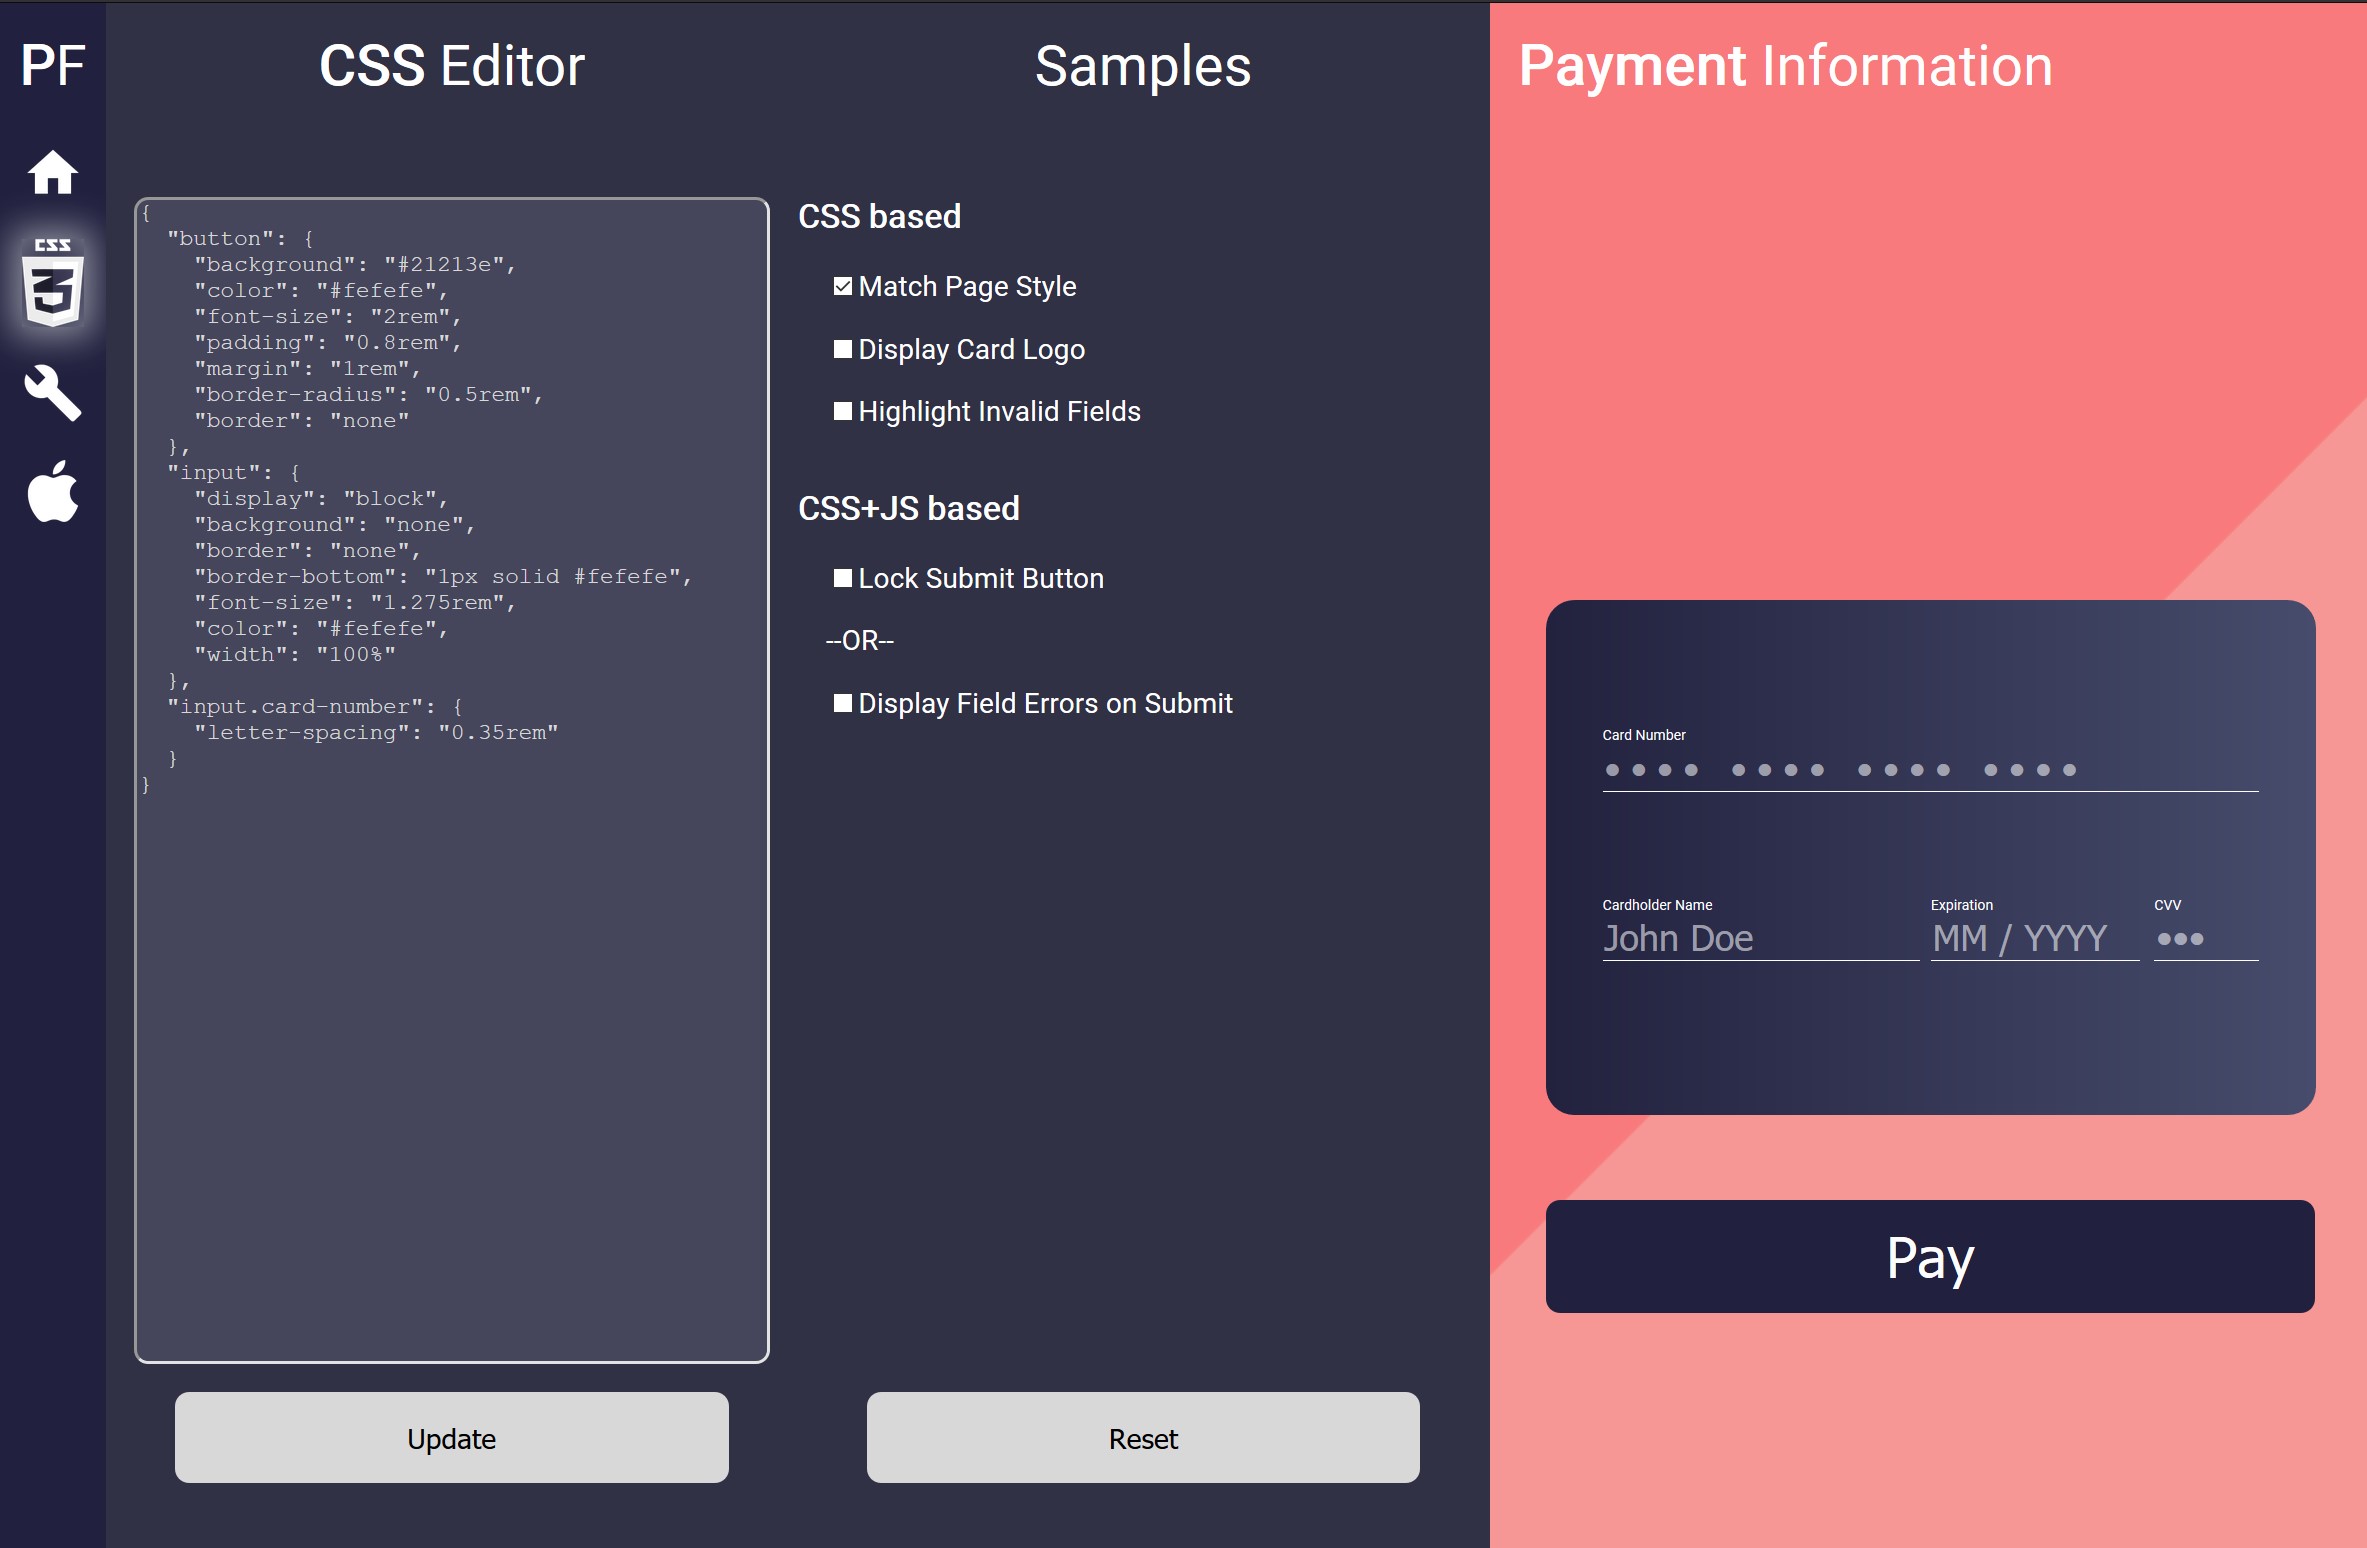 PF
CSS
CSS Editor
{
  "button": {
    "background": "#21213e",
    "color": "#fefefe",
    "font-size": "2rem",
    "padding": "0.8rem",
    "margin": "1rem",
    "border-radius": "0.5rem",
    "border": "none"
  },
  "input": {
    "display": "block",
    "background": "none",
    "border": "none",
    "border-bottom": "1px solid #fefefe",
    "font-size": "1.275rem",
    "color": "#fefefe",
    "width": "100%"
  },
  "input.card-number": {
    "letter-spacing": "0.35rem"
  }
}
Update
Samples
CSS based
Match Page Style
Display Card Logo
Highlight Invalid Fields
CSS+JS based
Lock Submit Button
--OR--
Display Field Errors on Submit
Reset
Payment Information
Card Number
•••• •••• •••• ••••
Cardholder Name
John Doe
Expiration
MM / YYYY
CVV
•••
Pay